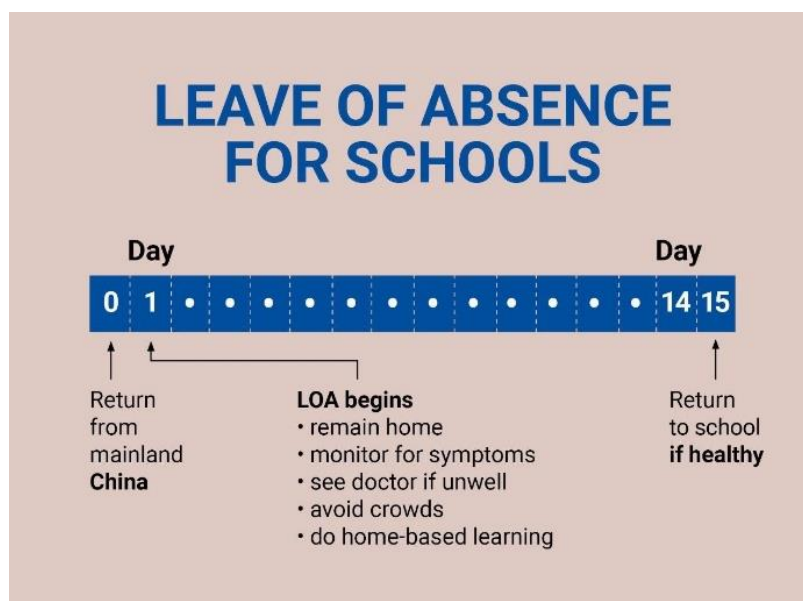 LEAVE OF ABSENCE
FOR SCHOOLS
Day
Day
0 1 • • • • • • • • • • • • 14 15
Return
from
mainland
China
LOA begins
• remain home
• monitor for symptoms
• see doctor if unwell
• avoid crowds
• do home-based learning
Return
to school
if healthy